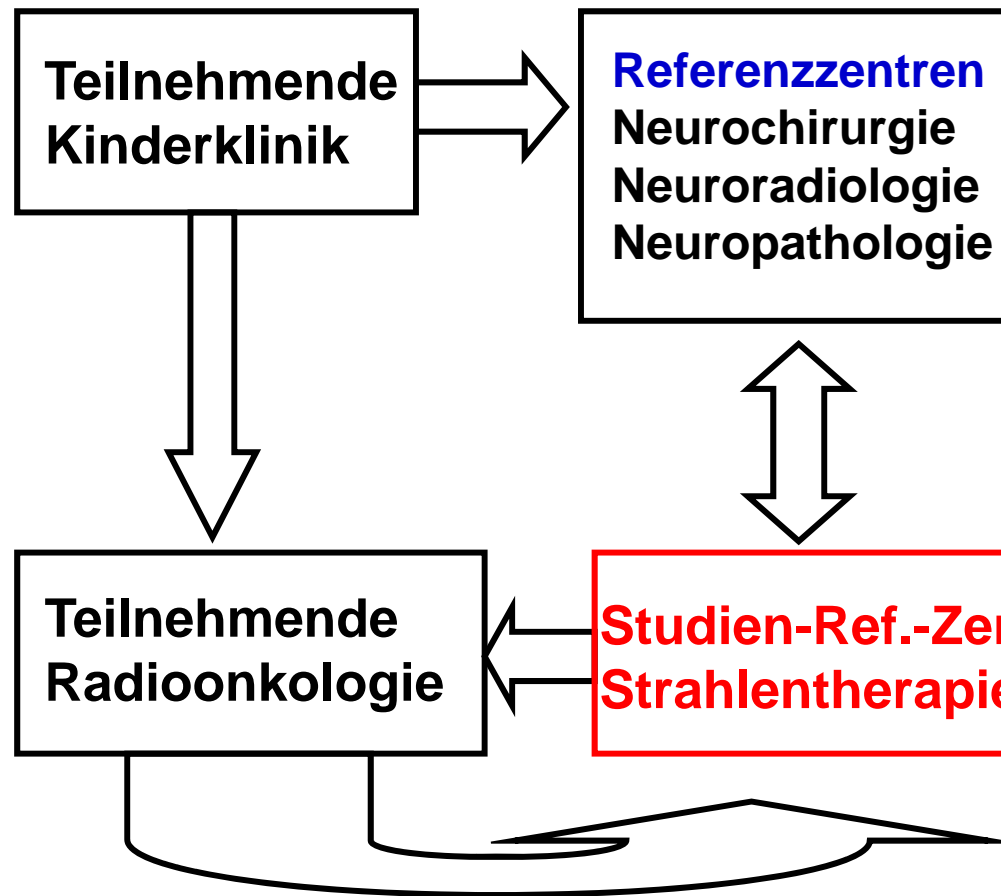 Teilnehmende
Kinderklinik
Referenzzentren
Neurochirurgie
Neuroradiologie
Neuropathologie
Teilnehmende
Radioonkologie
Studien-Ref.-Zen
Strahlentherapie